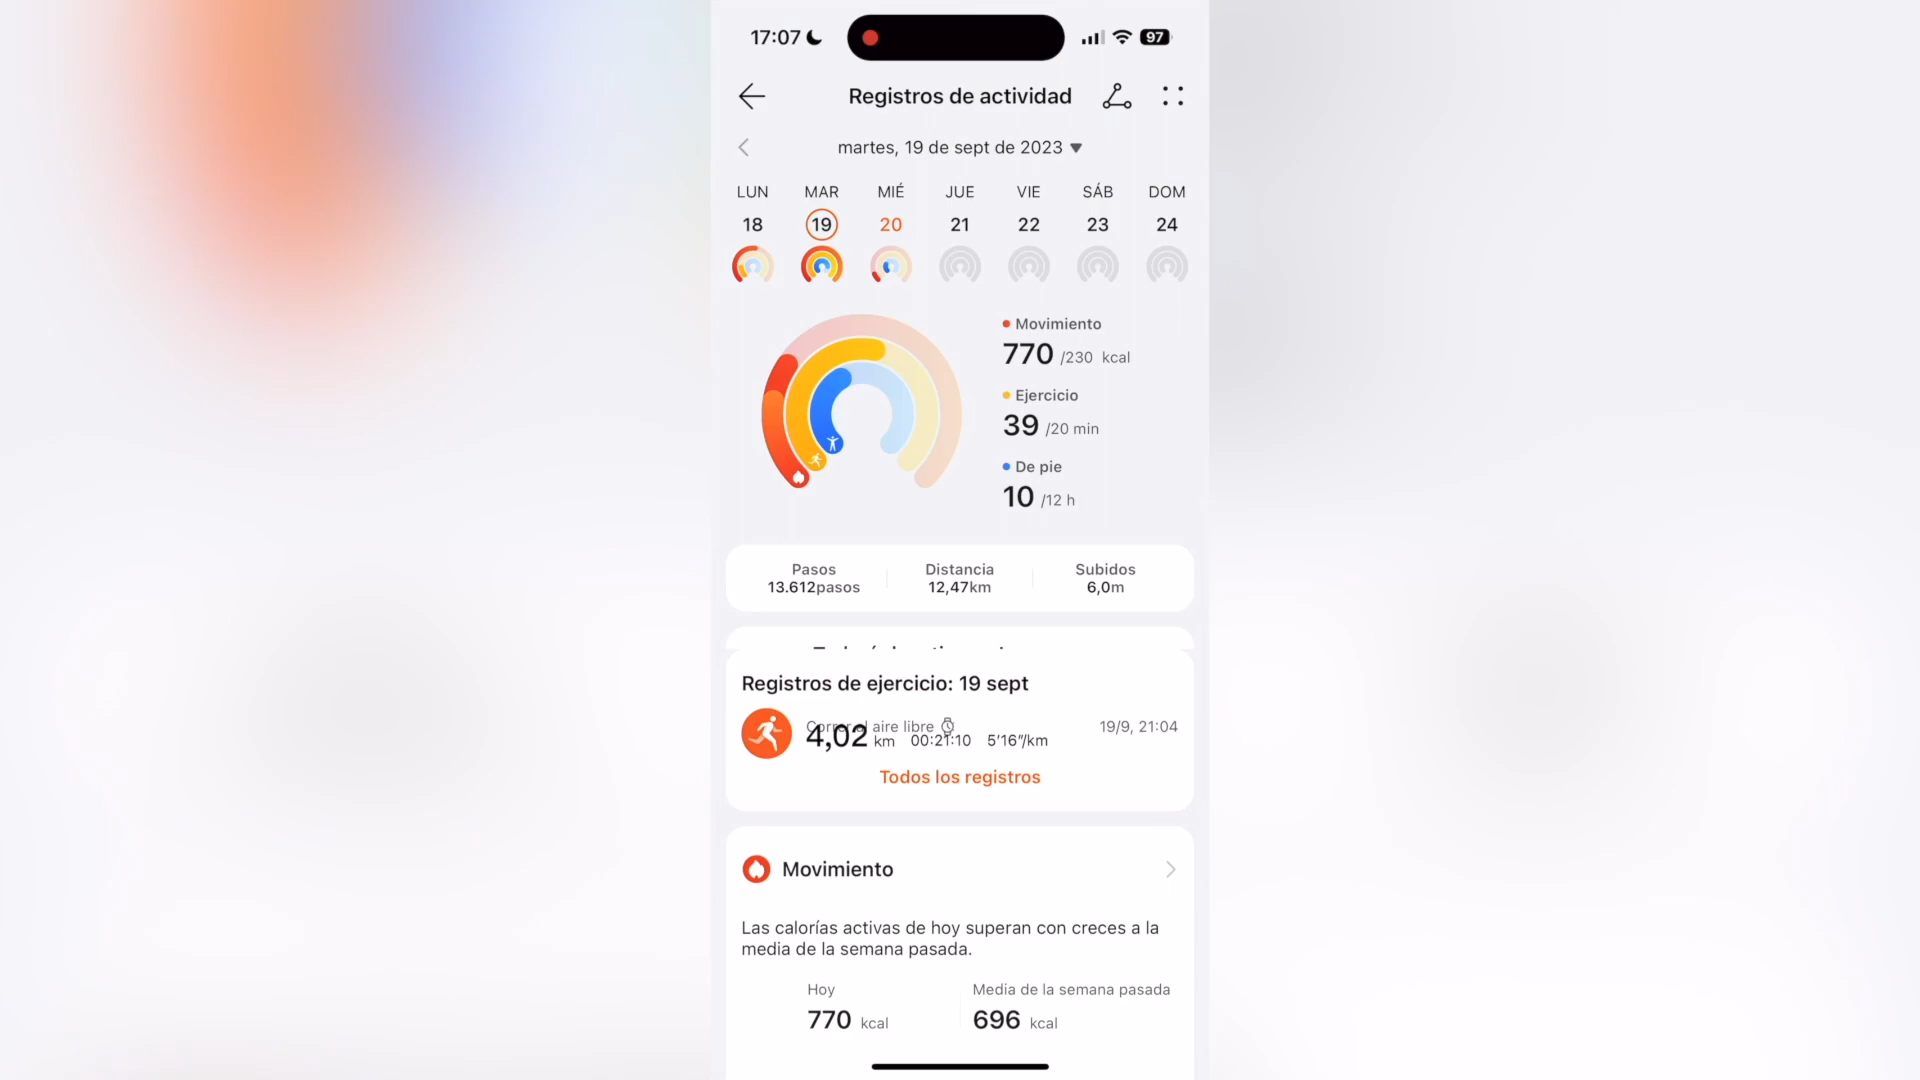 17:07
97
Registros de actividad
martes, 19 de sept de 2023
LUN MAR MIÉ JUE VIE SÁB DOM
18 19 20 21 22 23 24
Movimiento
770 /230 kcal
Ejercicio
39 /20 min
De pie
10 /12 h
Pasos Distancia Subidos
13.612pasos 12,47km 6,0m
Registros de ejercicio: 19 sept
Correr al aire libre 19/9, 21:04
4,02 km 00:21:10 5'16"/km
Todos los registros
Movimiento
Las calorías activas de hoy superan con creces a la
media de la semana pasada.
Hoy Media de la semana pasada
770 kcal 696 kcal